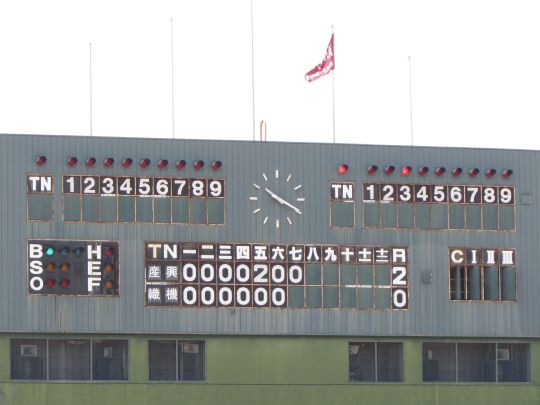 TN 1 2 3 4 5 6 7 8 9
TN 1 2 3 4 5 6 7 8 9
B H
S E
O F
TN 一 二 三 四 五 六 七 八 九 十 士 士 R
産興 0 0 0 0 2 0 0 2
織機 0 0 0 0 0 0 0
C I II III